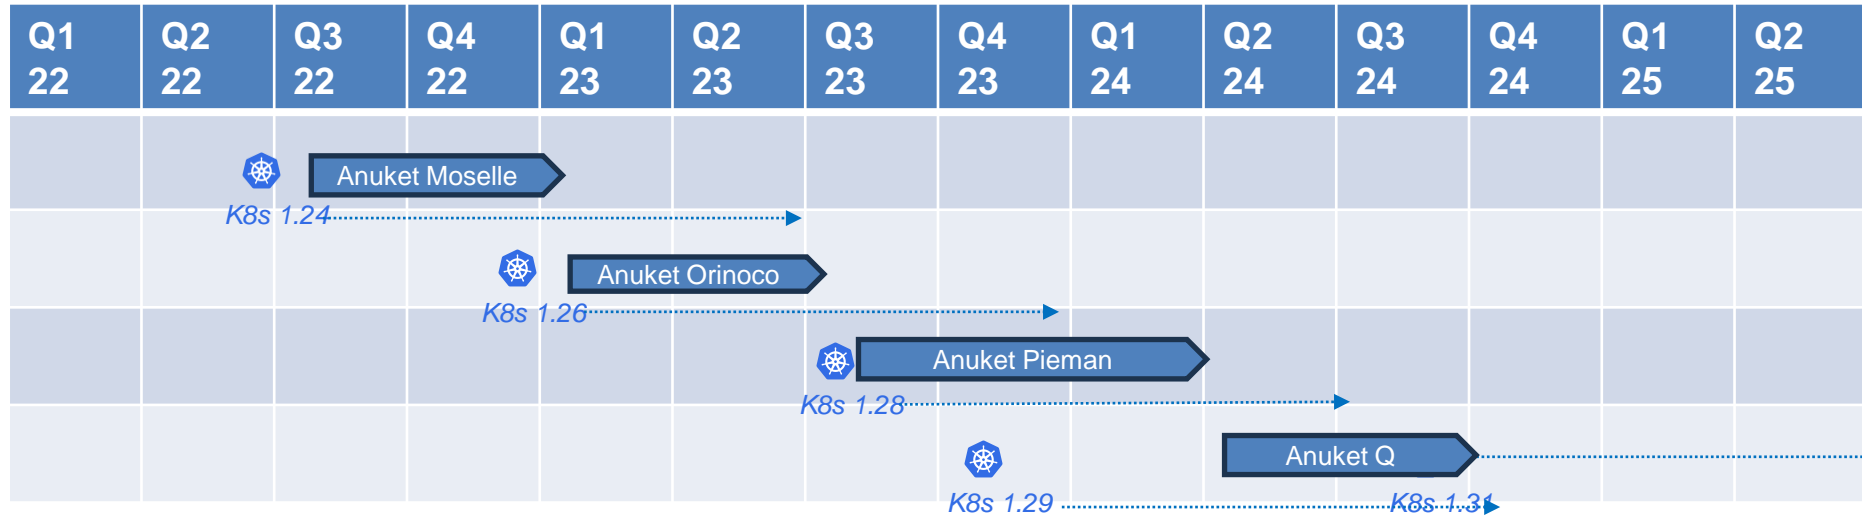 Q1 Q2 Q3 Q4 Q1 Q2 Q3 Q4 Q1 Q2 Q3 Q4 Q1 Q2
22 22 22 22 23 23 23 23 24 24 24 24 25 25
Anuket Moselle
K8s 1.24
Anuket Orinoco
K8s 1.26
Anuket Pieman
K8s 1.28
Anuket Q
K8s 1.29 K8s 1.31